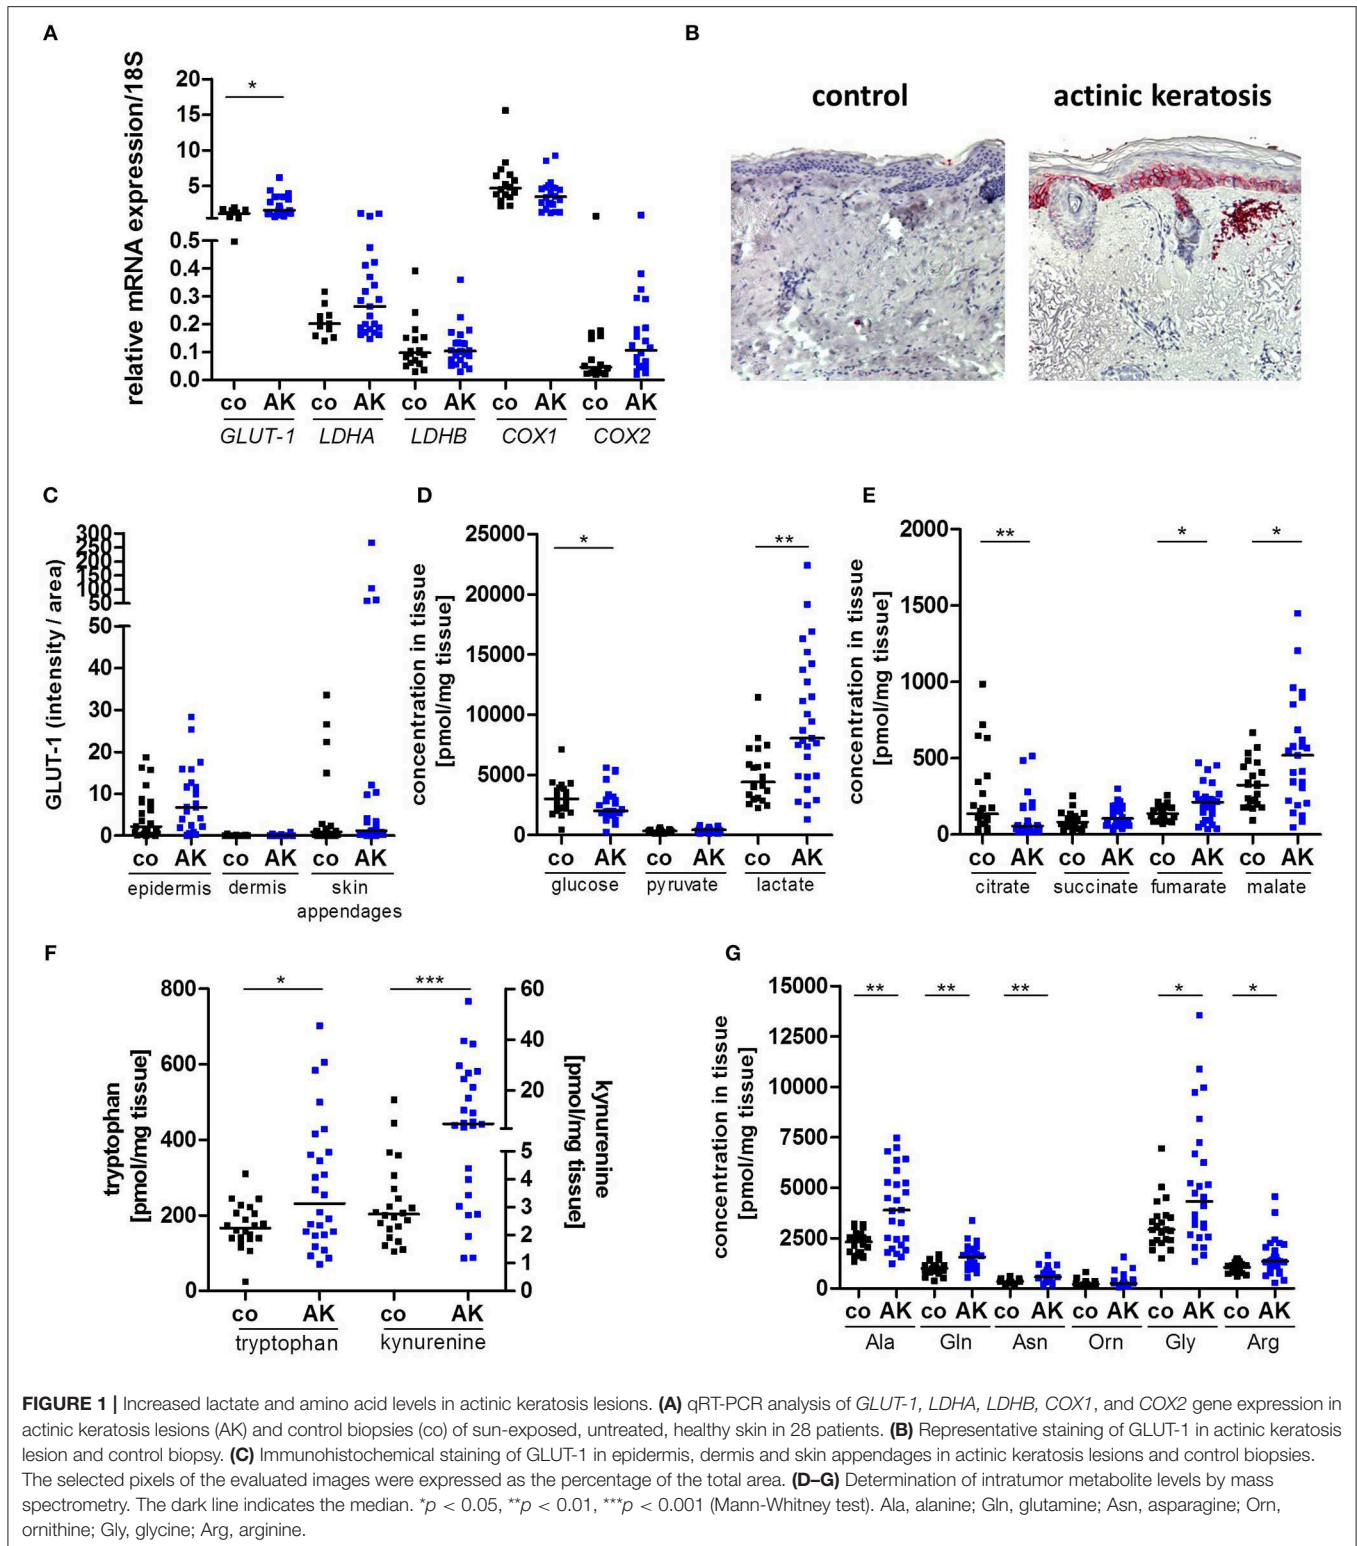 A
relative mRNA expression/18S
20
15
10
5
0.5
0.4
0.3
0.2
0.1
0.0
*
co AK co AK co AK co AK co AK
GLUT-1 LDHA LDHB COX1 COX2
B
control actinic keratosis
C
GLUT-1 (intensity / area)
300
250
200
150
100
50
50
40
30
20
10
0
co AK co AK co AK
epidermis dermis skin
appendages
D
concentration in tissue
[pmol/mg tissue]
25000
20000
15000
10000
5000
0
* **
co AK co AK co AK
glucose pyruvate lactate
E
concentration in tissue
[pmol/mg tissue]
2000
1500
1000
500
0
** * *
co AK co AK co AK co AK
citrate succinate fumarate malate
F
tryptophan
[pmol/mg tissue]
800
600
400
200
0
* ***
60
40
20
5
4
3
2
1
0
kynurenine
[pmol/mg tissue]
co AK co AK
tryptophan kynurenine
G
concentration in tissue
[pmol/mg tissue]
15000
12500
10000
7500
5000
2500
0
** ** ** * *
co AK co AK co AK co AK co AK co AK
Ala Gln Asn Orn Gly Arg
FIGURE 1 | Increased lactate and amino acid levels in actinic keratosis lesions. (A) qRT-PCR analysis of GLUT-1, LDHA, LDHB, COX1, and COX2 gene expression in
actinic keratosis lesions (AK) and control biopsies (co) of sun-exposed, untreated, healthy skin in 28 patients. (B) Representative staining of GLUT-1 in actinic keratosis
lesion and control biopsy. (C) Immunohistochemical staining of GLUT-1 in epidermis, dermis and skin appendages in actinic keratosis lesions and control biopsies.
The selected pixels of the evaluated images were expressed as the percentage of the total area. (D–G) Determination of intratumor metabolite levels by mass
spectrometry. The dark line indicates the median. *p < 0.05, **p < 0.01, ***p < 0.001 (Mann-Whitney test). Ala, alanine; Gln, glutamine; Asn, asparagine; Orn,
ornithine; Gly, glycine; Arg, arginine.